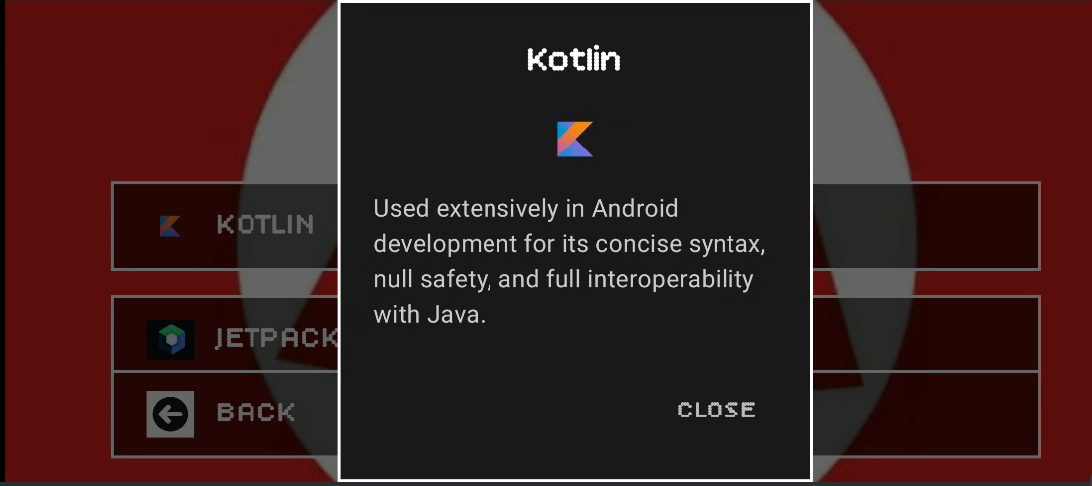 Kotlin
Used extensively in Android
development for its concise syntax,
null safety, and full interoperability
with Java.
CLOSE
KOTLIN
JETPACK
BACK